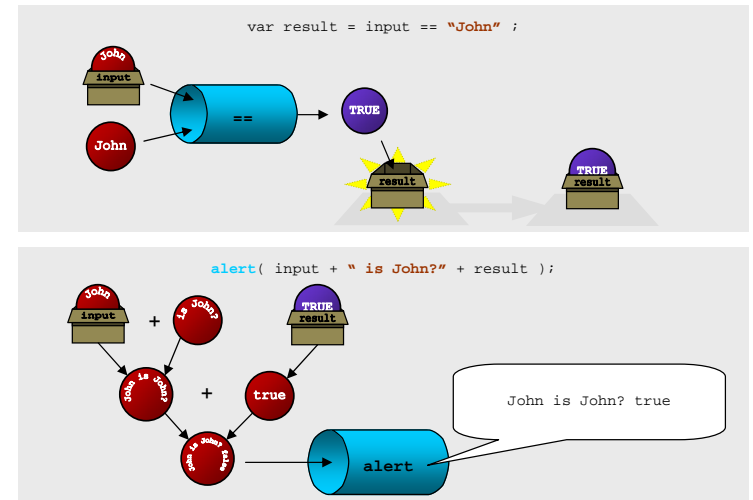 var result = input == “John” ;
John
input
John
==
TRUE
result
TRUE
result
alert( input + “ is John?” + result );
John
input
+
is John?
TRUE
result
John is John?
+
true
John is John? false
alert
John is John? true